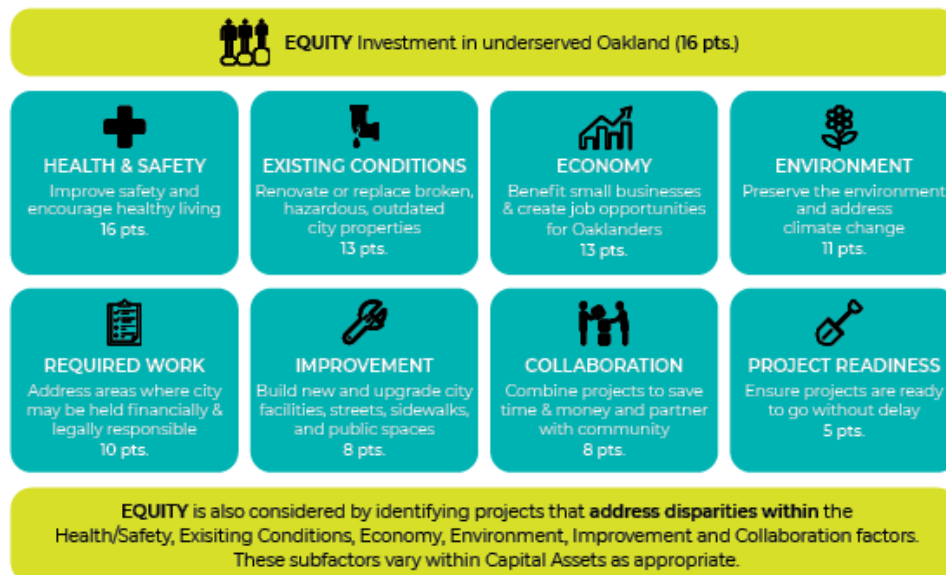 EQUITY Investment in underserved Oakland (16 pts.)
HEALTH & SAFETY
Improve safety and
encourage healthy living
16 pts.
EXISTING CONDITIONS
Renovate or replace broken,
hazardous, outdated
city properties
13 pts.
ECONOMY
Benefit small businesses
& create job opportunities
for Oaklanders
13 pts.
ENVIRONMENT
Preserve the environment
and address
climate change
11 pts.
REQUIRED WORK
Address areas where city
may be held financially &
legally responsible
10 pts.
IMPROVEMENT
Build new and upgrade city
facilities, streets, sidewalks,
and public spaces
8 pts.
COLLABORATION
Combine projects to save
time & money and partner
with community
8 pts.
PROJECT READINESS
Ensure projects are ready
to go without delay
5 pts.
EQUITY is also considered by identifying projects that address disparities within the
Health/Safety, Exisiting Conditions, Economy, Environment, Improvement and Collaboration factors.
These subfactors vary within Capital Assets as appropriate.